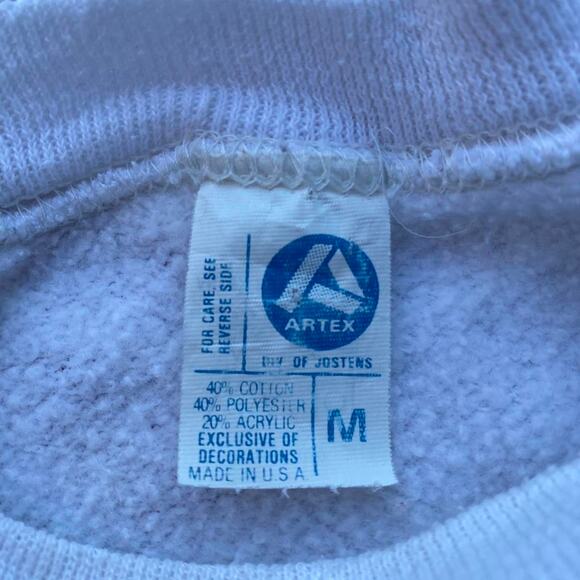 FOR CARE, SEE
REVERSE SIDE
ARTEX
DIV OF JOSTENS
40% COTTON
40% POLYESTER
20% ACRYLIC
EXCLUSIVE OF
DECORATIONS
MADE IN U.S.A
M